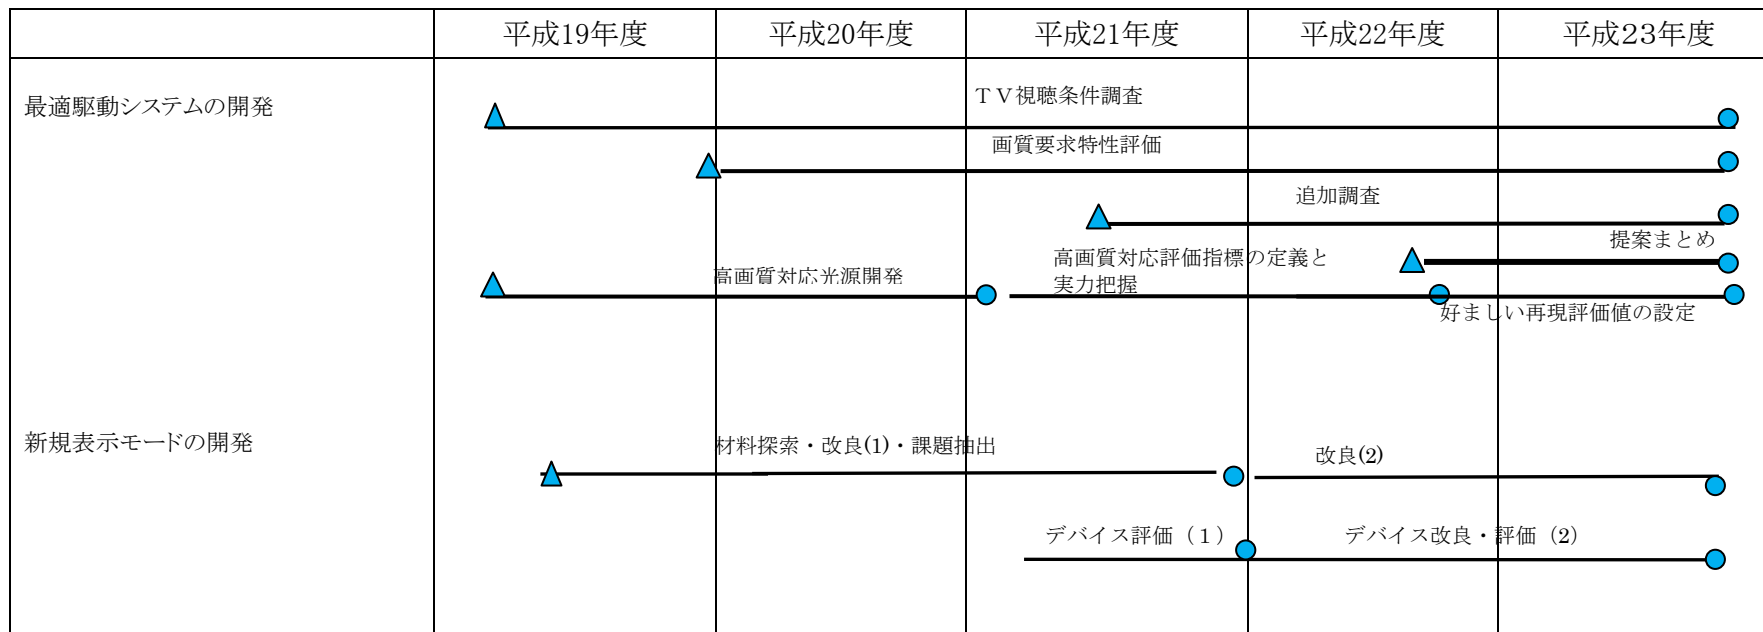 平成19年度 平成20年度 平成21年度 平成22年度 平成２３年度
最適駆動システムの開発
ＴＶ視聴条件調査
画質要求特性評価
追加調査
提案まとめ
高画質対応光源開発
高画質対応評価指標の定義と
実力把握
好ましい再現評価値の設定
新規表示モードの開発
材料探索・改良(1)・課題抽出
改良(2)
デバイス評価（１）
デバイス改良・評価（2）